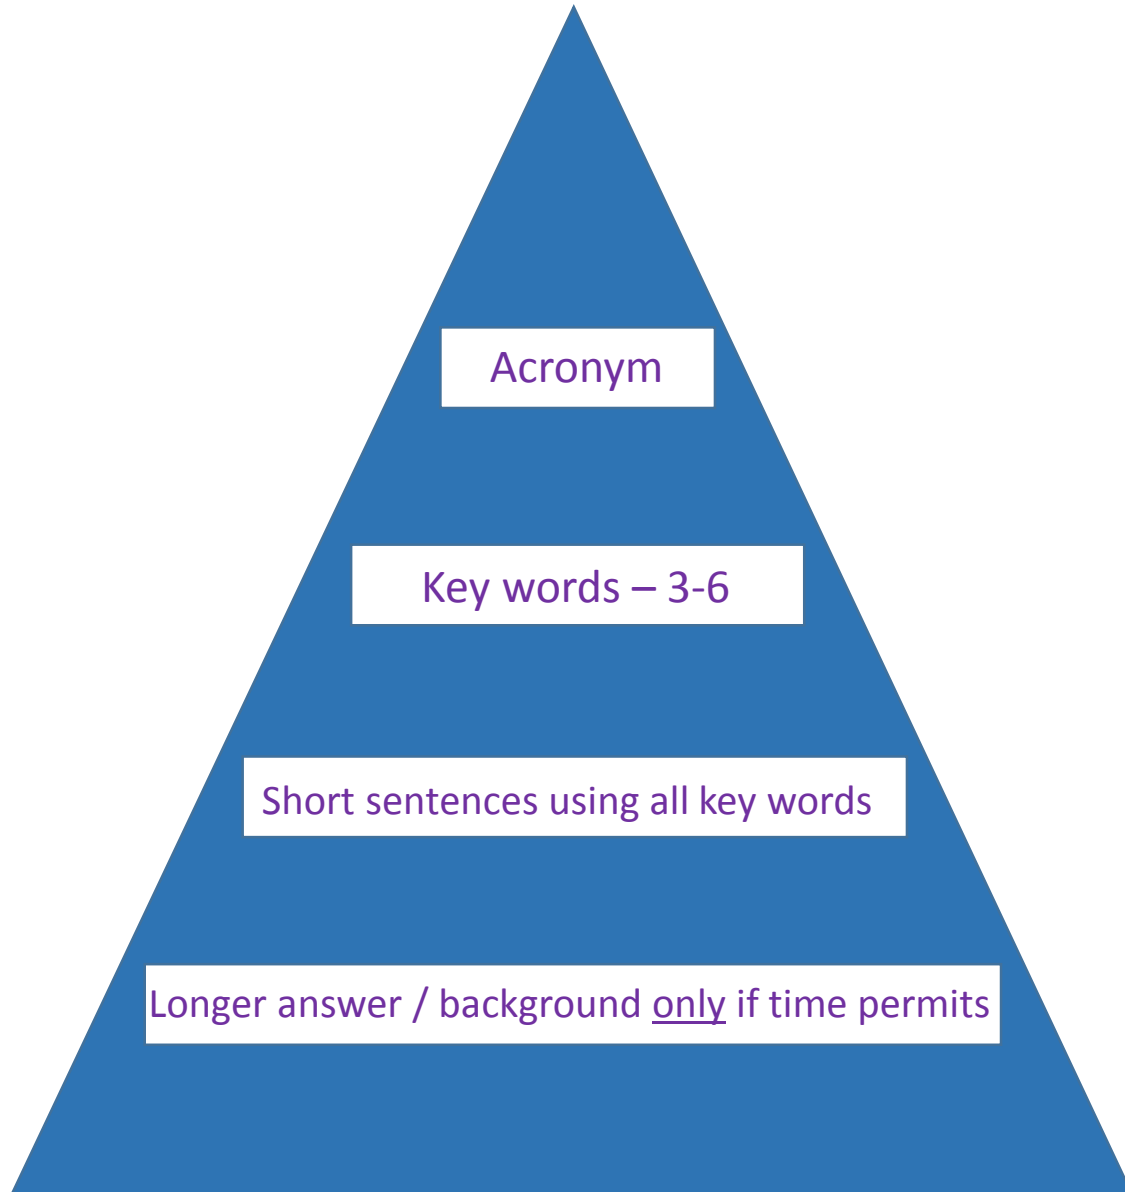 Acronym
Key words – 3-6
Short sentences using all key words
Longer answer / background only if time permits